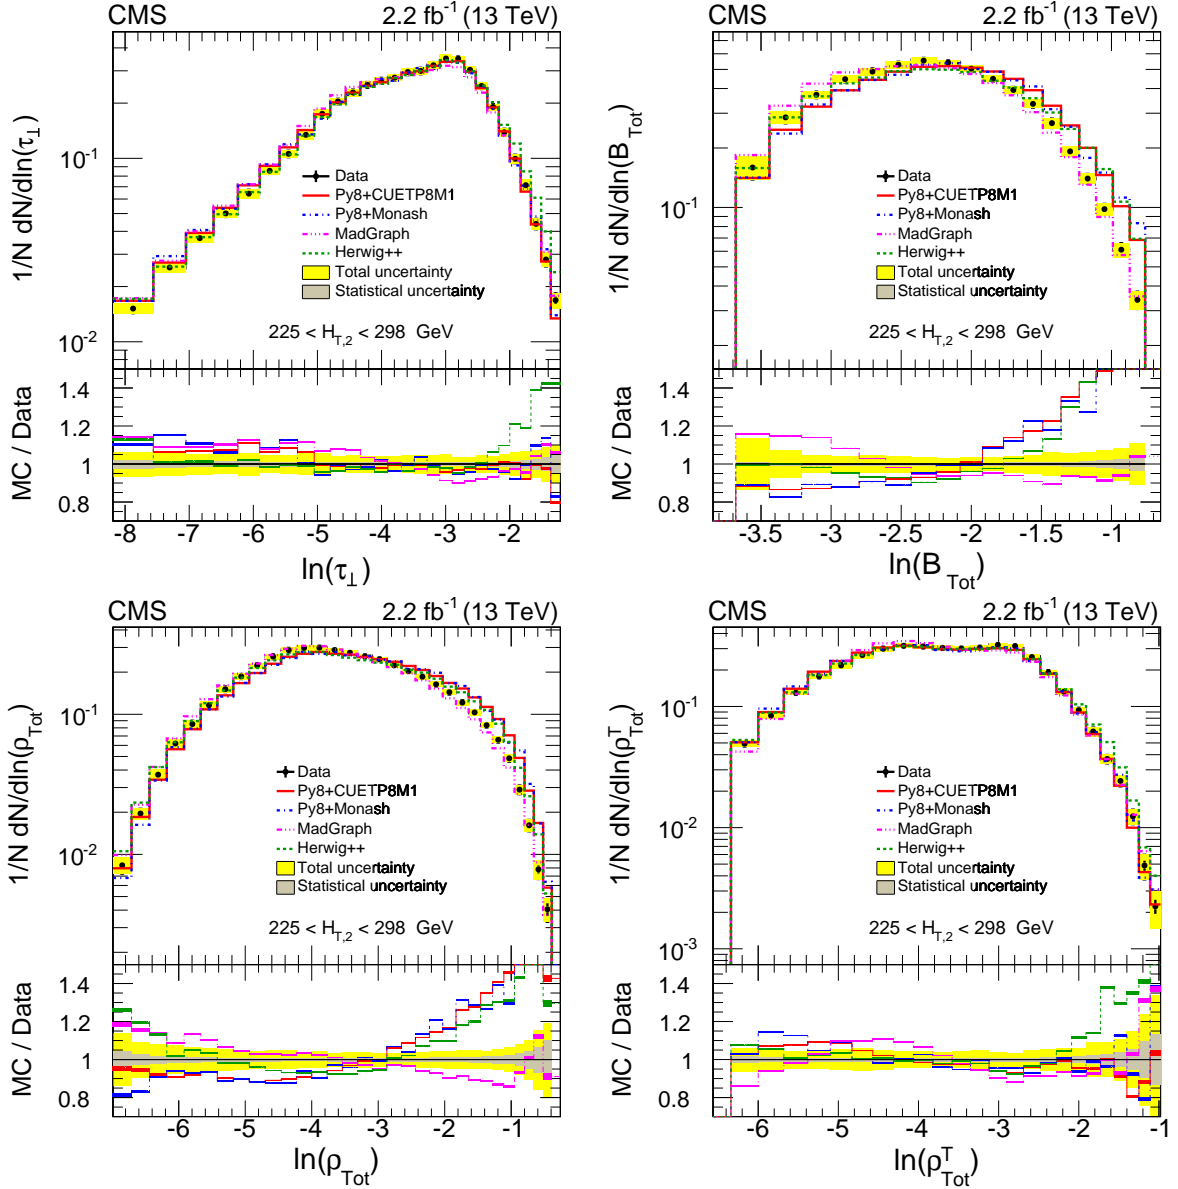 CMS 2.2 fb-1 (13 TeV)
1/N dN/dln(τ⊥)
10-1
10-2
Data
Py8+CUETP8M1
Py8+Monash
MadGraph
Herwig++
Total uncertainty
Statistical uncertainty
225 < HT,2 < 298 GeV
MC / Data
1.4
1.2
1
0.8
-8 -7 -6 -5 -4 -3 -2
ln(τ⊥)
CMS 2.2 fb-1 (13 TeV)
1/N dN/dln(BTot)
10-1
Data
Py8+CUETP8M1
Py8+Monash
MadGraph
Herwig++
Total uncertainty
Statistical uncertainty
225 < HT,2 < 298 GeV
MC / Data
1.4
1.2
1
0.8
-3.5 -3 -2.5 -2 -1.5 -1
ln(BTot)
CMS 2.2 fb-1 (13 TeV)
1/N dN/dln(ρTot)
10-1
10-2
Data
Py8+CUETP8M1
Py8+Monash
MadGraph
Herwig++
Total uncertainty
Statistical uncertainty
225 < HT,2 < 298 GeV
MC / Data
1.4
1.2
1
0.8
-6 -5 -4 -3 -2 -1
ln(ρTot)
CMS 2.2 fb-1 (13 TeV)
1/N dN/dln(ρTTot)
10-1
10-2
10-3
Data
Py8+CUETP8M1
Py8+Monash
MadGraph
Herwig++
Total uncertainty
Statistical uncertainty
225 < HT,2 < 298 GeV
MC / Data
1.4
1.2
1
0.8
-6 -5 -4 -3 -2 -1
ln(ρTTot)